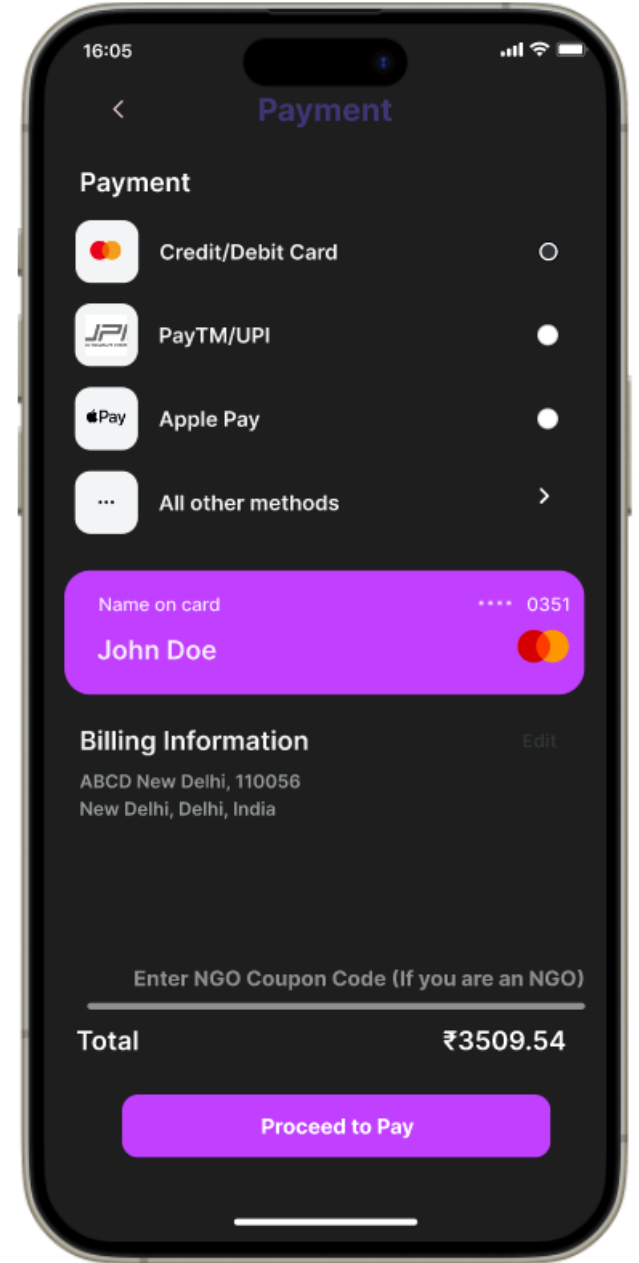 16:05
Payment
Payment
Credit/Debit Card
JPI
PayTM/UPI
Pay
Apple Pay
...
All other methods
Name on card
•••• 0351
John Doe
Billing Information
Edit
ABCD New Delhi, 110056
New Delhi, Delhi, India
Enter NGO Coupon Code (If you are an NGO)
Total
₹3509.54
Proceed to Pay